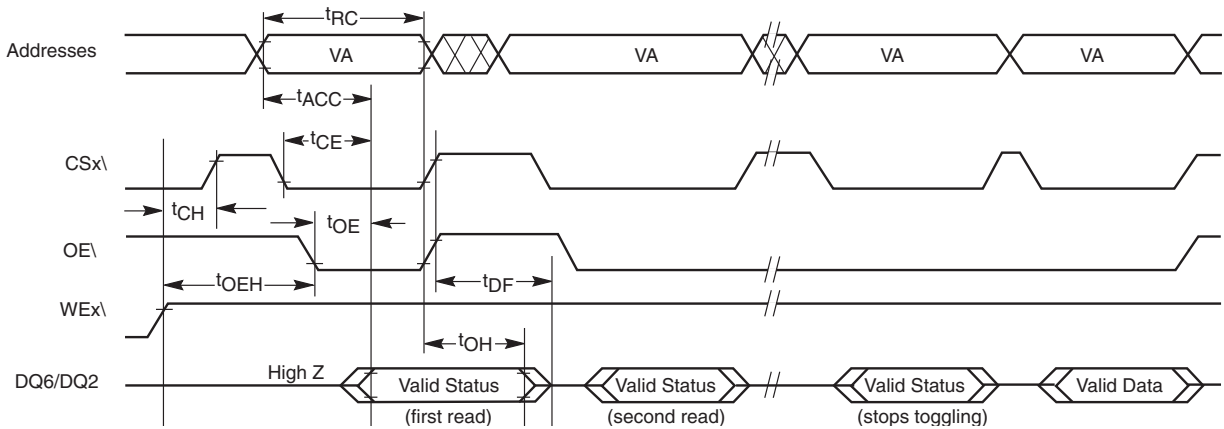 tRC
Addresses VA VA VA VA
tACC
tCE
CSx\
tCH
tOE
OE\
tOEH
tDF
WEx\
tOH
High Z
DQ6/DQ2 Valid Status Valid Status Valid Status Valid Data
(first read) (second read) (stops toggling)